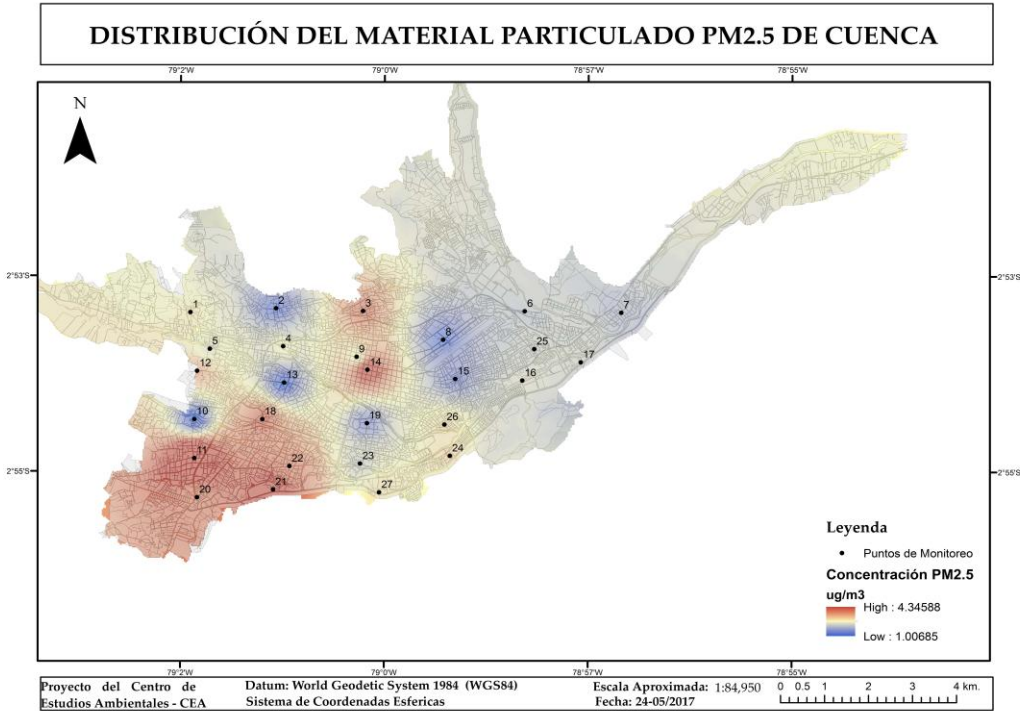 DISTRIBUCIÓN DEL MATERIAL PARTICULADO PM2.5 DE CUENCA
79°2'W 79°0'W 78°57'W 78°55'W
N
2°53'S 2°53'S
1 2 3 6 7
8
5 4 9 25
12 14 17
13 15 16
10 18 19 26
11 22 23 24
20 21 27
2°55'S 2°55'S
Leyenda
Puntos de Monitoreo
Concentración PM2.5
ug/m3
High : 4.34588
Low : 1.00685
79°2'W 79°0'W 78°57'W 78°55'W
Proyecto del Centro de
Estudios Ambientales - CEA
Datum: World Geodetic System 1984 (WGS84)
Sistema de Coordenadas Esfericas
Escala Aproximada: 1:84,950
Fecha: 24-05/2017
0 0.5 1 2 3 4 km.